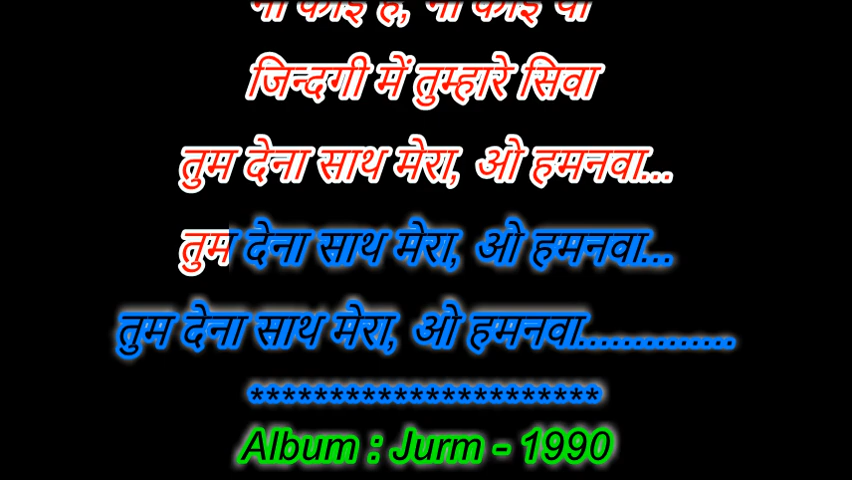 जिन्दगी में तुम्हारे सिवा
तुम देना साथ मेरा, ओ हमनवा...
तुम देना साथ मेरा, ओ हमनवा...
तुम देना साथ मेरा, ओ हमनवा..............
**********************
Album : Jurm - 1990